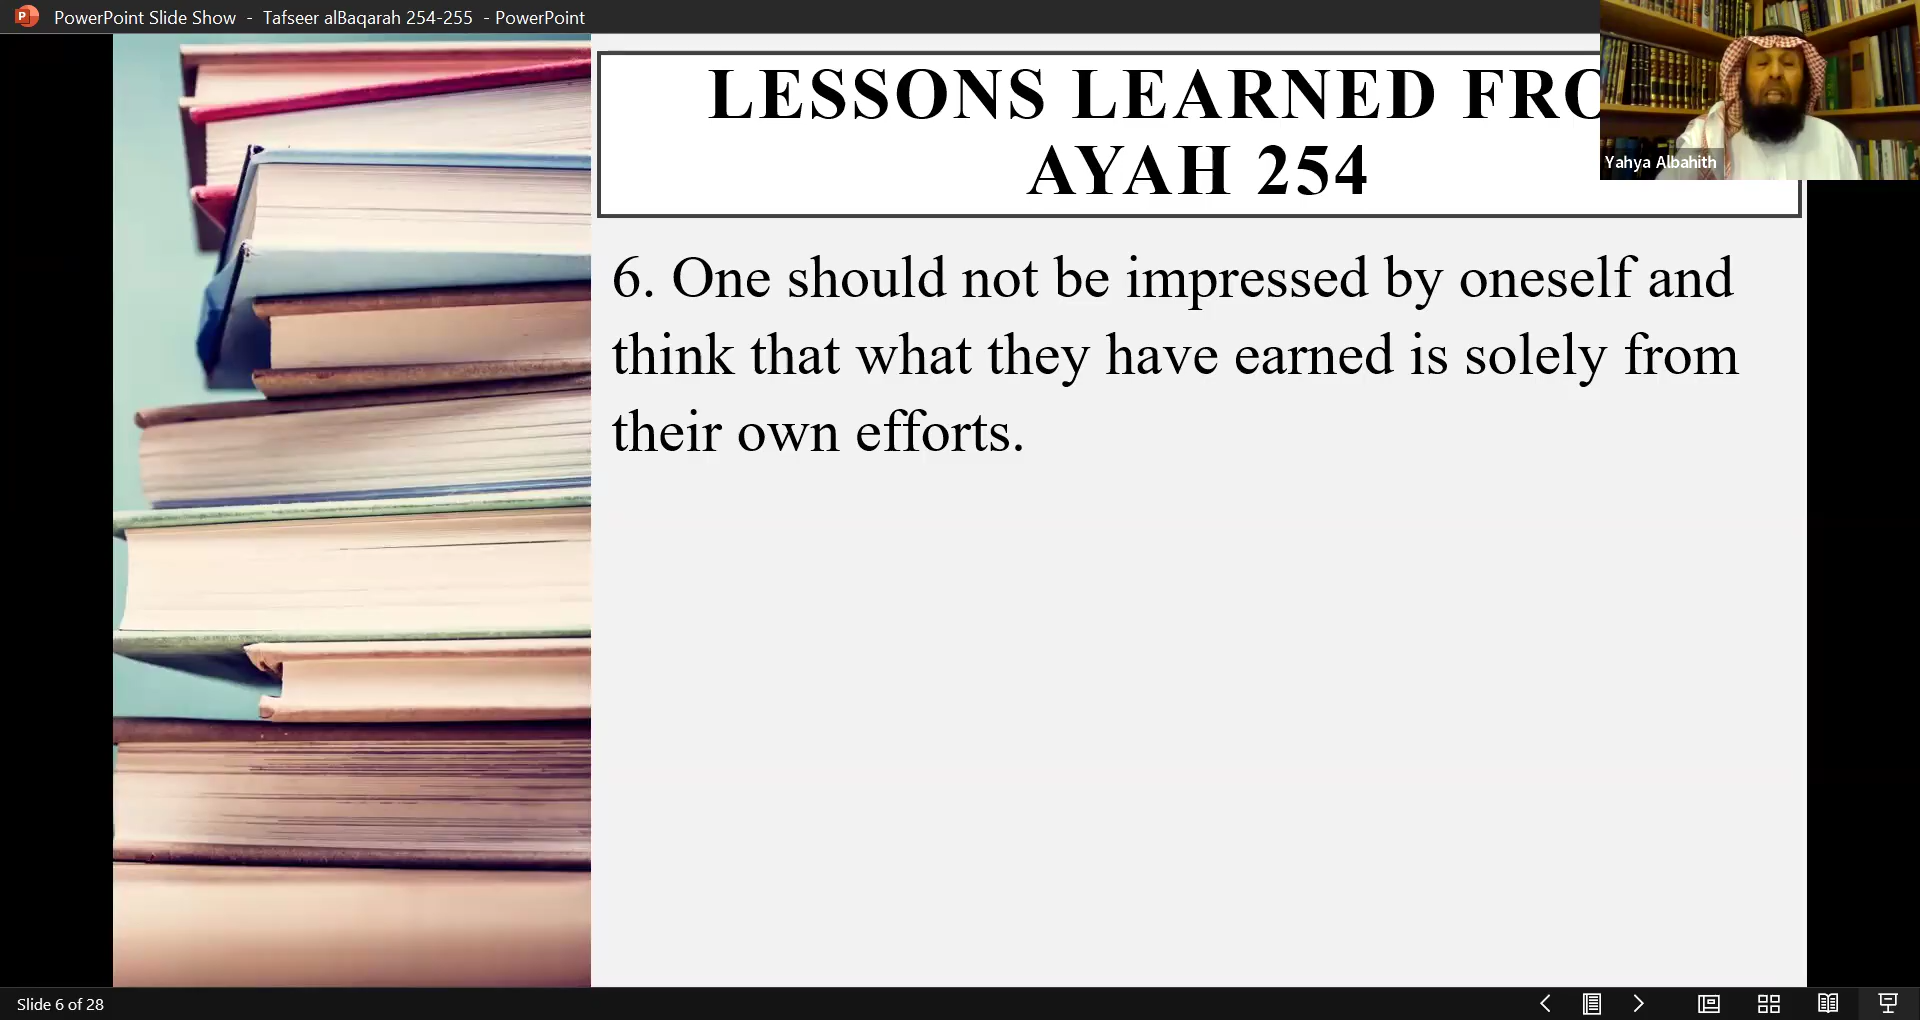 PowerPoint Slide Show - Tafseer alBaqarah 254-255 - PowerPoint
LESSONS LEARNED
AYAH 254
Yahya Albahith
6. One should not be impressed by oneself and
think that what they have earned is solely from
their own efforts.
Slide 6 of 28